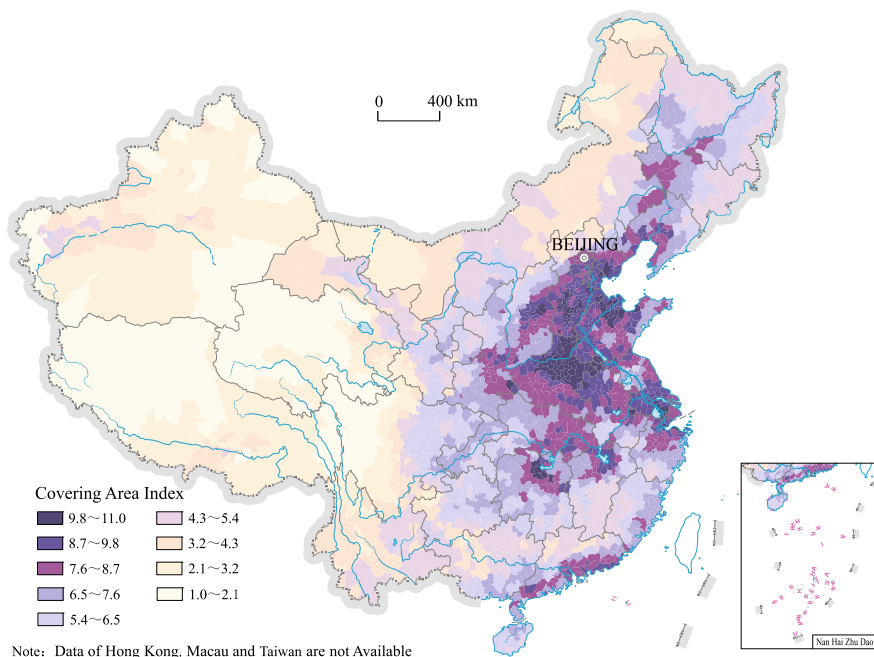 0 400 km
BEIJING
Covering Area Index
9.8～11.0 4.3～5.4
8.7～9.8 3.2～4.3
7.6～8.7 2.1～3.2
6.5～7.6 1.0～2.1
5.4～6.5
Nan Hai Zhu Dao
Note: Data of Hong Kong, Macau and Taiwan are not Available